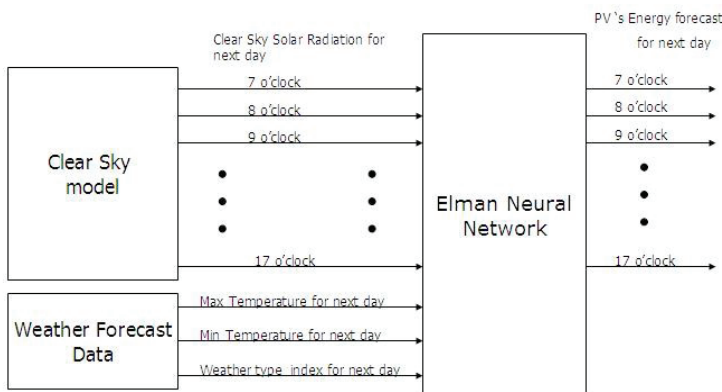 Clear Sky Solar Radiation for
next day
PV's Energy forecast
for next day
7 o'clock
8 o'clock
9 o'clock
17 o'clock
Clear Sky
model
Elman Neural
Network
7 o'clock
8 o'clock
9 o'clock
17 o'clock
Weather Forecast
Data
Max Temperature for next day
Min Temperature for next day
Weather type index for next day